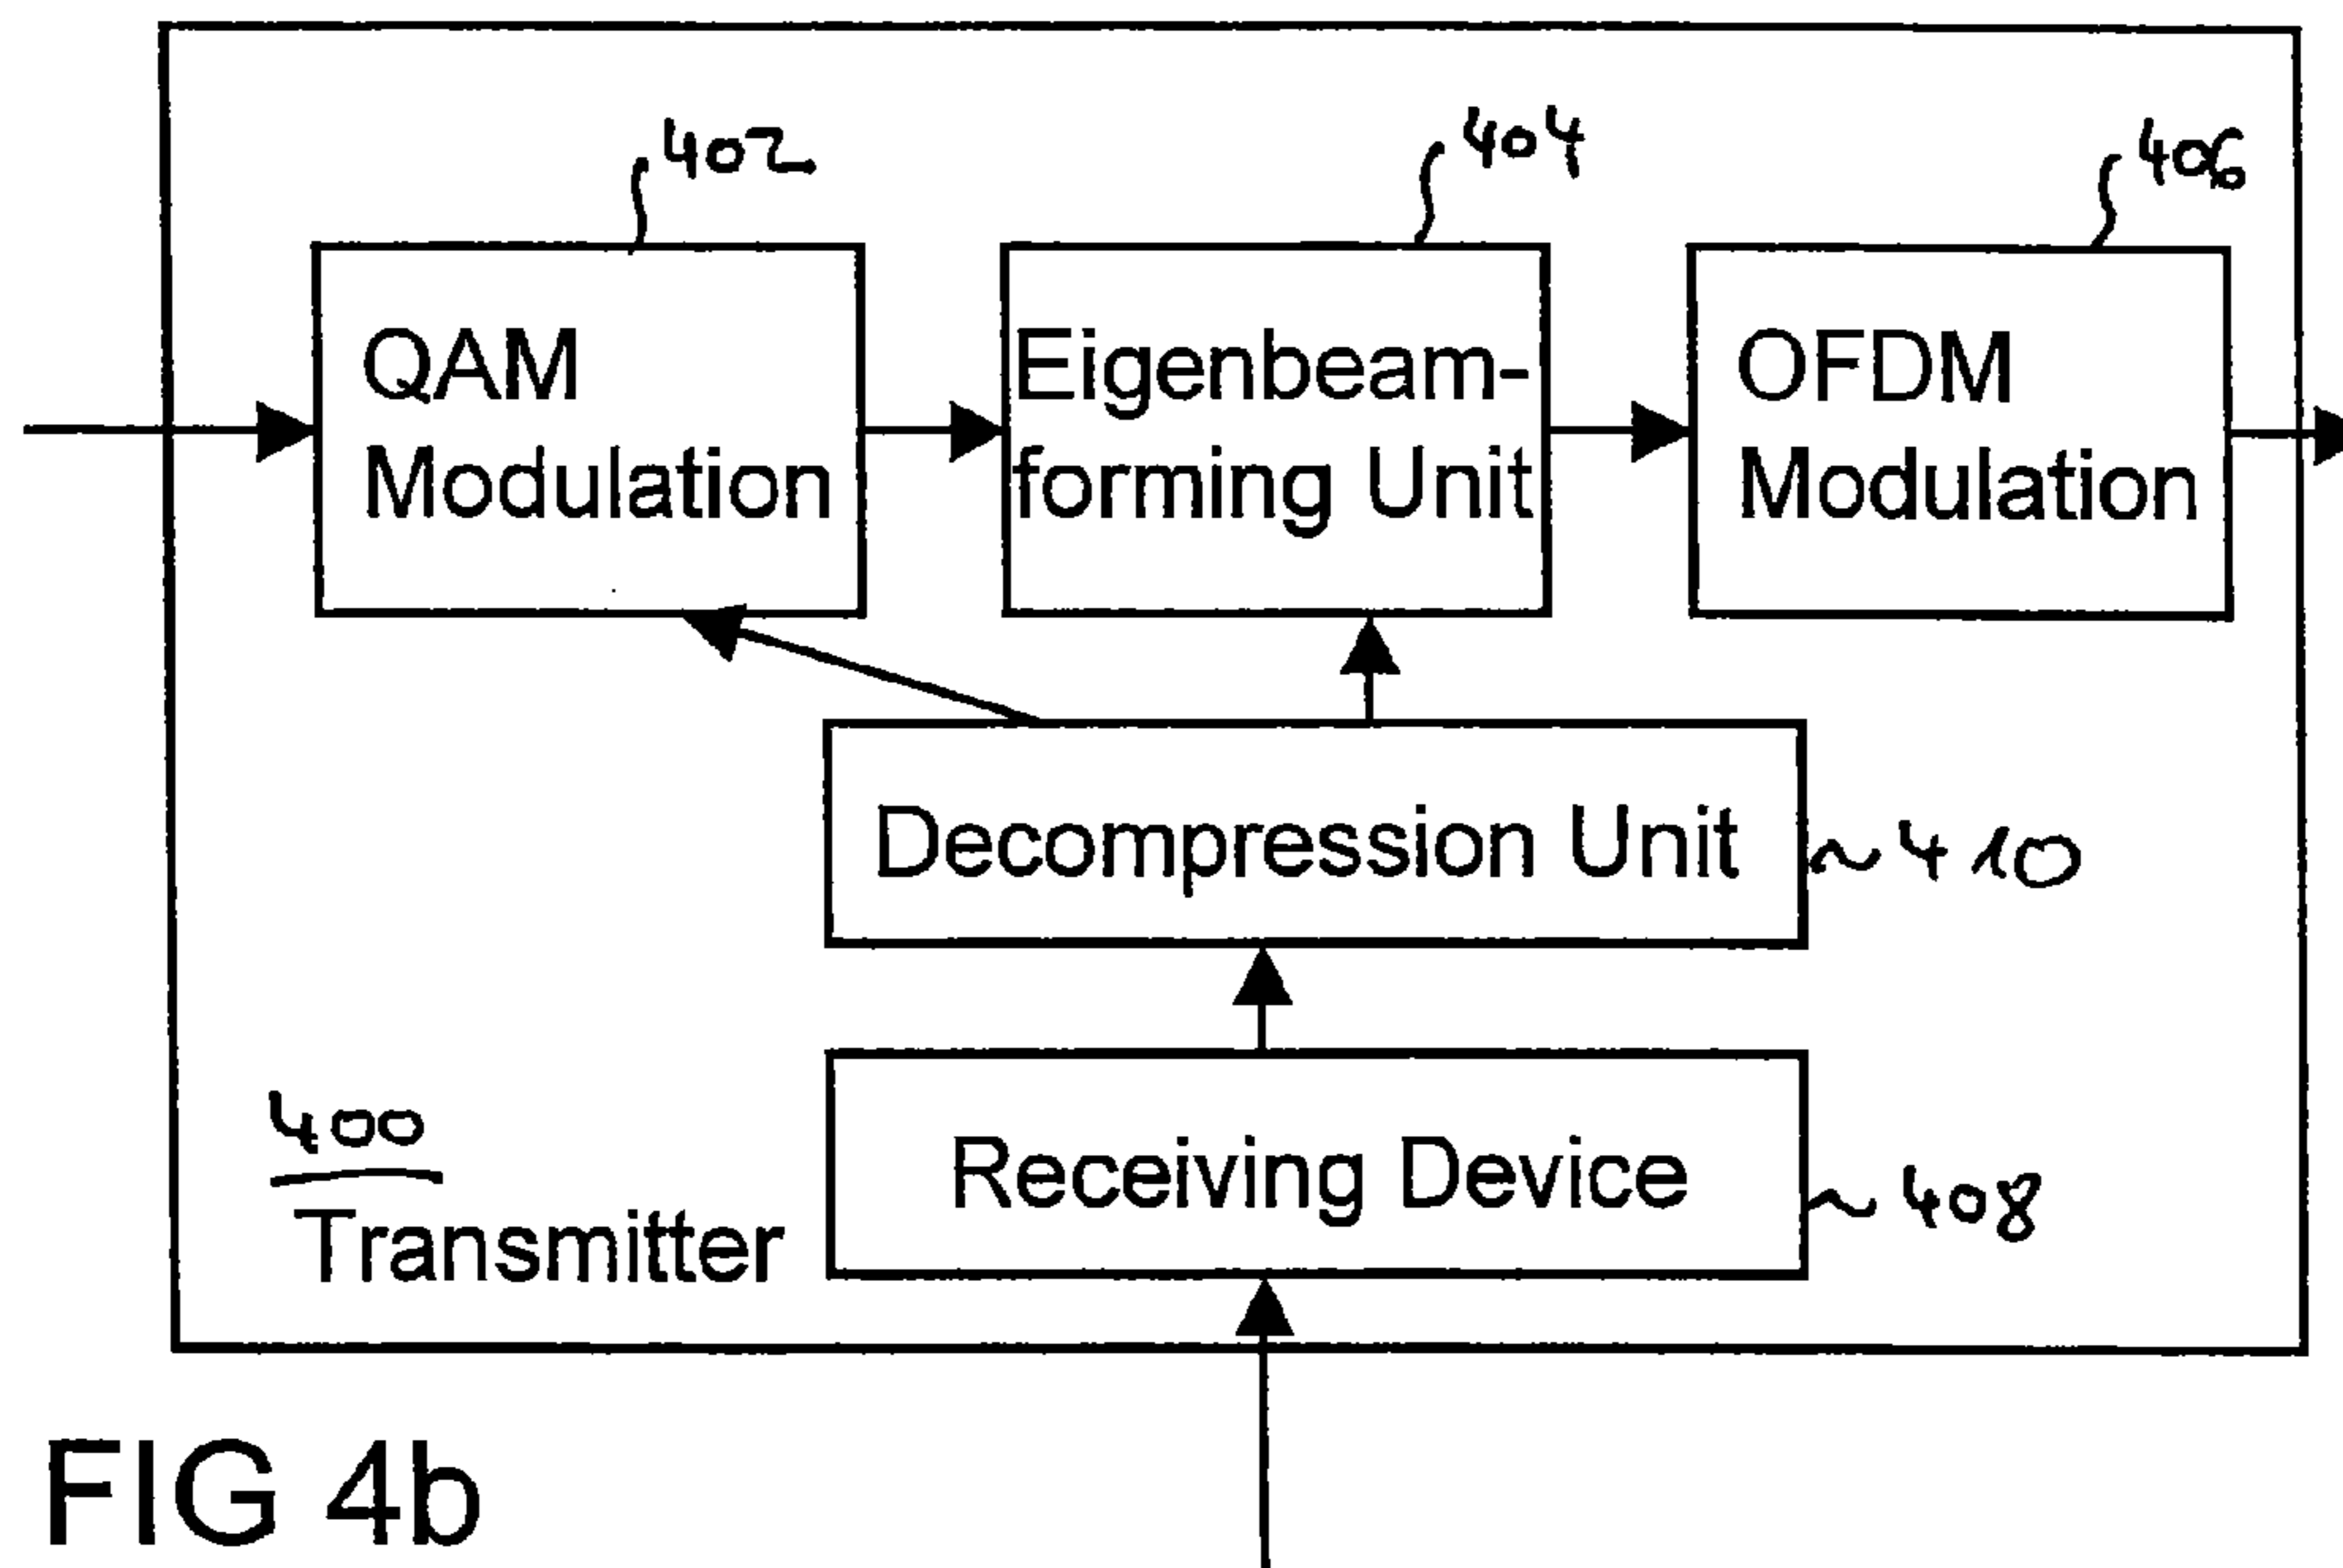 402
404
406
QAM
Modulation
Eigenbeam-
forming Unit
OFDM
Modulation
Decompression Unit
410
Receiving Device
408
400
Transmitter
FIG 4b